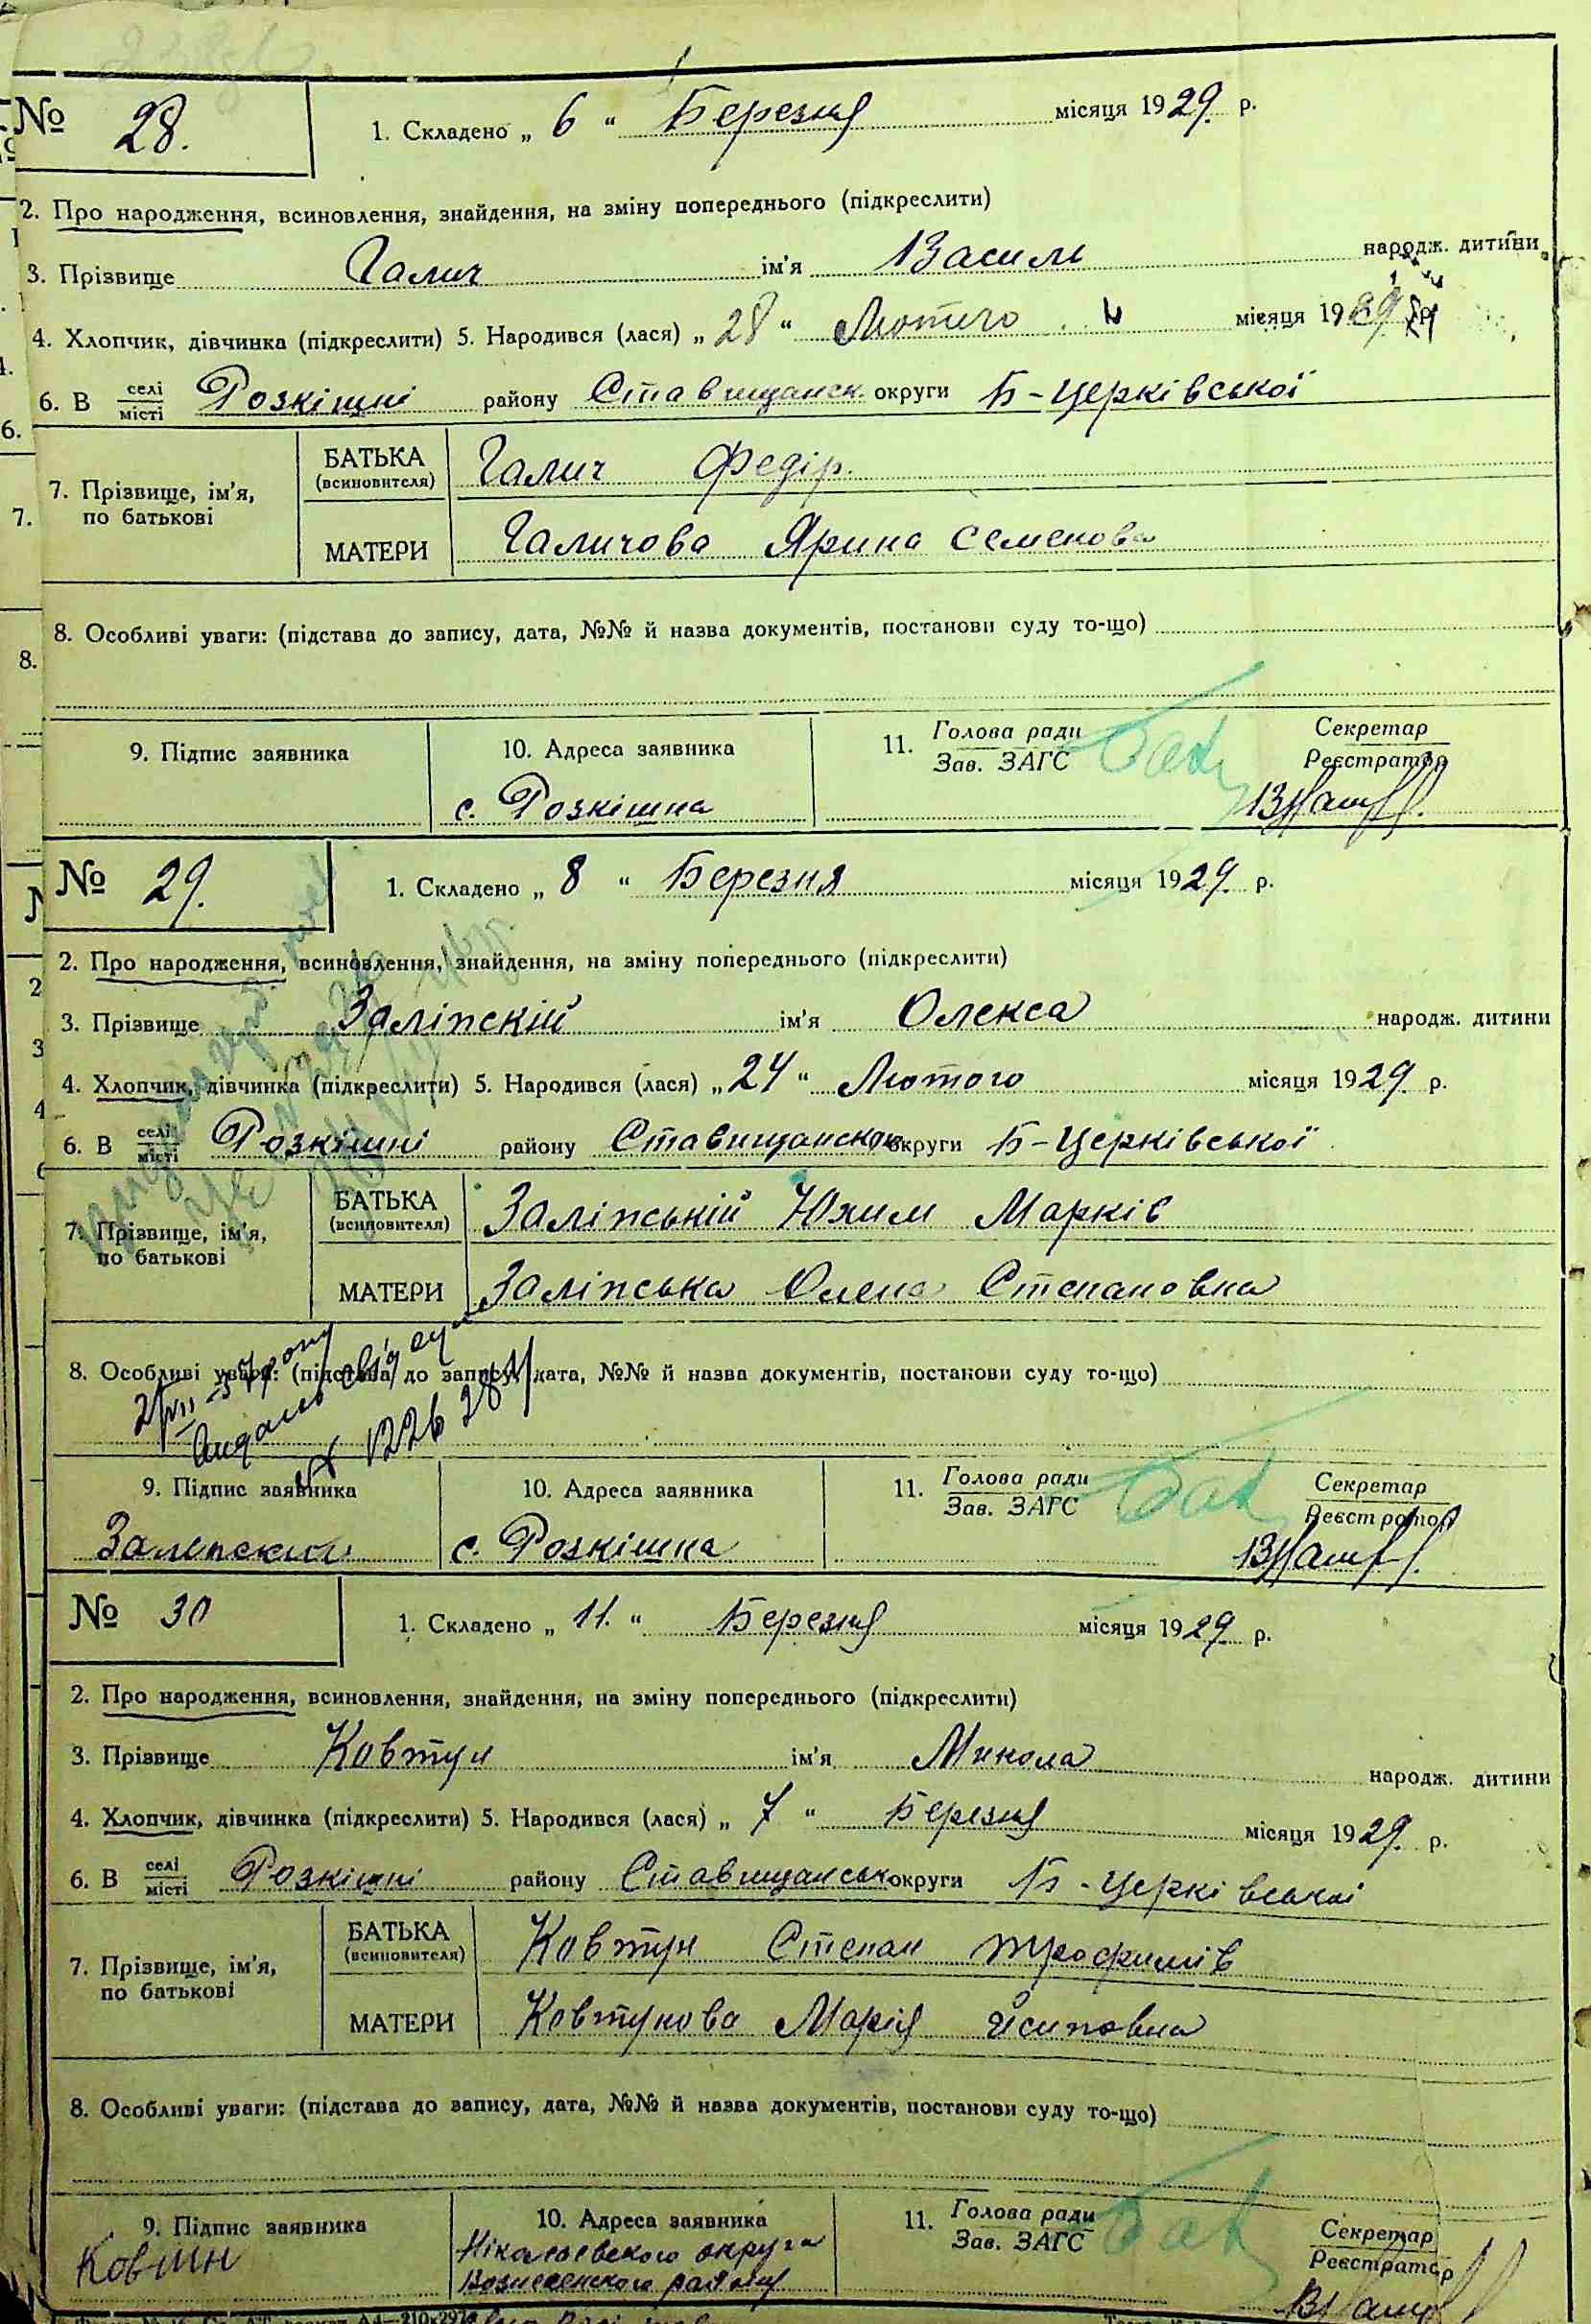 № 28. 1. Складено „ 6 “ Березня місяця 1929. р.
2. Про народження, всиновлення, знайдення, на зміну попереднього (підкреслити)
3. Прізвище Галич ім'я Василь народж. дитини
4. Хлопчик, дівчинка (підкреслити) 5. Народився (лася) „ 28 “ Лютого місяця 1929 р.
6. В селі місті Розкішні району Ставищанск. округи Б-Церківської
7. Прізвище, ім'я, по батькові
БАТЬКА (всиновителя) Галич Федір.
МАТЕРИ Галичова Ярина Семенова
8. Особливі уваги: (підстава до запису, дата, №№ й назва документів, постанови суду то-що)
9. Підпис заявника 10. Адреса заявника 11. Голова ради Зав. ЗАГС Секретар Реєстратор
с. Розкішна
№ 29. 1. Складено „ 8 “ Березня місяця 1929. р.
2. Про народження, всиновлення, знайдення, на зміну попереднього (підкреслити)
3. Прізвище Заліпскій ім'я Олекса народж. дитини
4. Хлопчик, дівчинка (підкреслити) 5. Народився (лася) „ 24 “ Лютого місяця 1929. р.
6. В селі місті Розкішні району Ставищанськ округи Б-Церківської
7. Прізвище, ім'я, по батькові
БАТЬКА (всиновителя) Заліпській Юхим Марків
МАТЕРИ Заліпська Олена Степановна
8. Особливі уваги: (підстава до запису, дата, №№ й назва документів, постанови суду то-що)
9. Підпис заявника 10. Адреса заявника 11. Голова ради Зав. ЗАГС Секретар Реєстратор
с. Розкішна
№ 30 1. Складено „ 11. “ Березня місяця 1929. р.
2. Про народження, всиновлення, знайдення, на зміну попереднього (підкреслити)
3. Прізвище Ковтун ім'я Микола народж. дитини
4. Хлопчик, дівчинка (підкреслити) 5. Народився (лася) „ 7 “ Березня місяця 1929. р.
6. В селі місті Розкішні району Ставищанськ округи Б-Церківської
7. Прізвище, ім'я, по батькові
БАТЬКА (всиновителя) Ковтун Степан Трофимів
МАТЕРИ Ковтунова Марія Йсиповна
8. Особливі уваги: (підстава до запису, дата, №№ й назва документів, постанови суду то-що)
9. Підпис заявника 10. Адреса заявника 11. Голова ради Зав. ЗАГС Секретар Реєстратор
Ковтун
Ніколаєвского округа
Вознесенского району